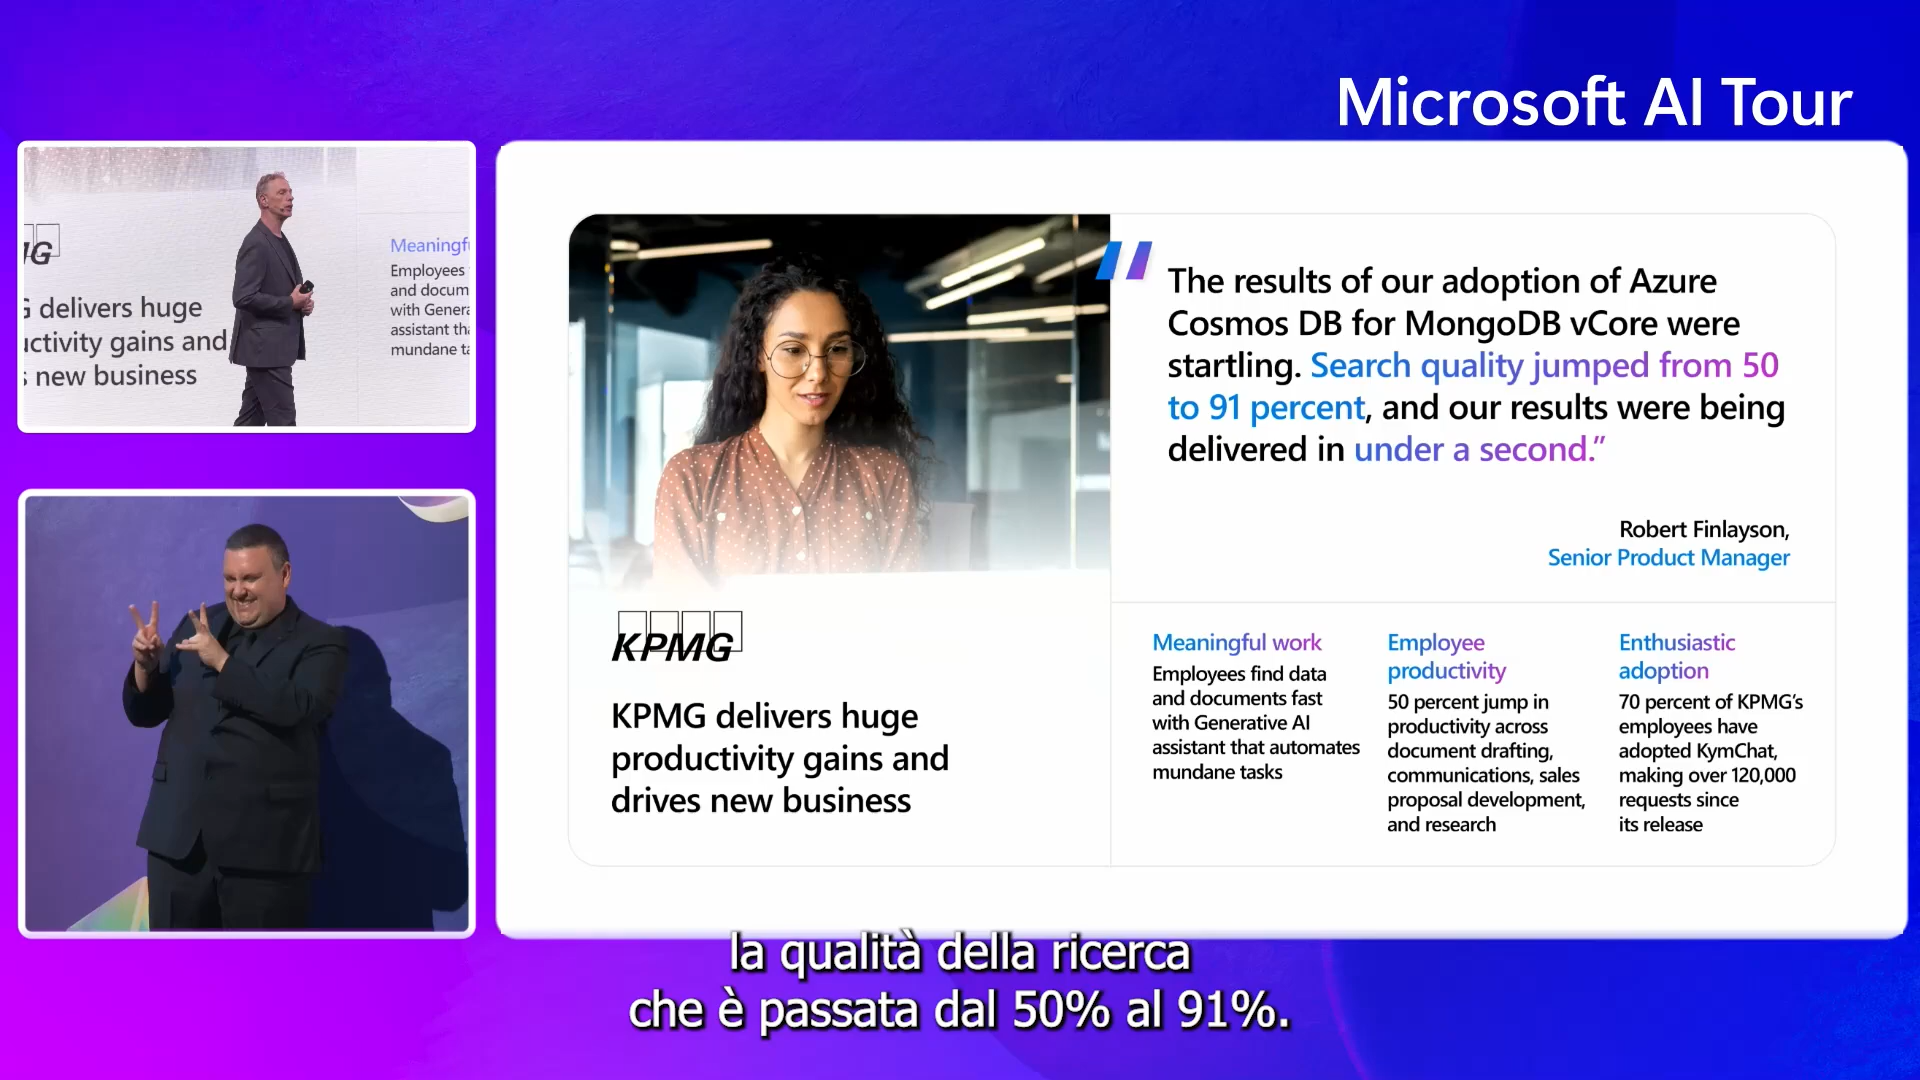 Microsoft AI Tour
G delivers huge
uctivity gains and
new business
Meaningfu
Employees
and docum
with Genera
assistant tha
mundane ta
"The results of our adoption of Azure
Cosmos DB for MongoDB vCore were
startling. Search quality jumped from 50
to 91 percent, and our results were being
delivered in under a second.”
Robert Finlayson,
Senior Product Manager
KPMG
KPMG delivers huge
productivity gains and
drives new business
Meaningful work
Employees find data
and documents fast
with Generative AI
assistant that automates
mundane tasks
Employee
productivity
50 percent jump in
productivity across
document drafting,
communications, sales
proposal development,
and research
Enthusiastic
adoption
70 percent of KPMG’s
employees have
adopted KymChat,
making over 120,000
requests since
its release
la qualità della ricerca
che è passata dal 50% al 91%.